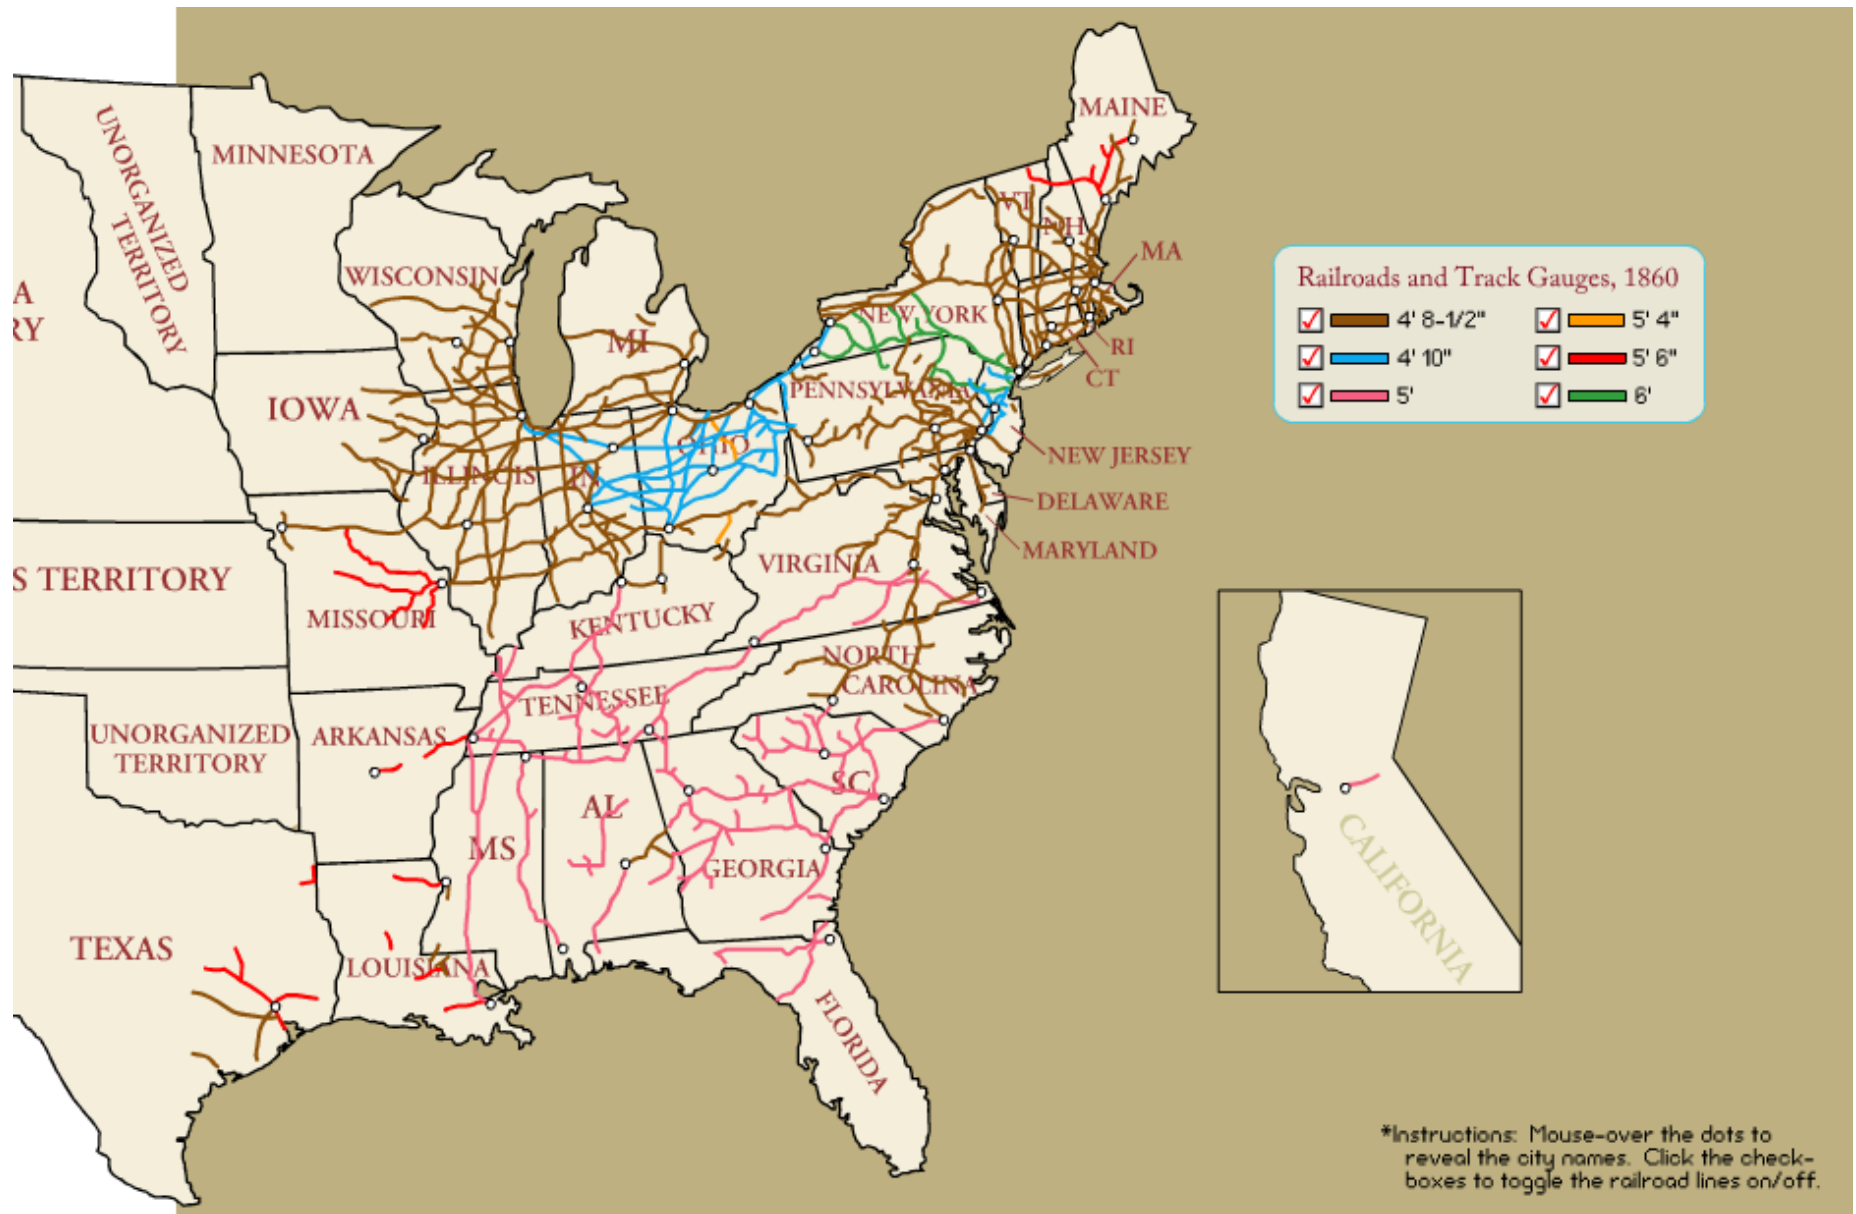 MAINE
UNORGANIZED
TERRITORY
MINNESOTA
VT
NH
MA
WISCONSIN
A
RY
NEW YORK
MI
RI
CT
PENNSYLVANIA
IOWA
OHIO
NEW JERSEY
ILLINOIS
IN
DELAWARE
MARYLAND
VIRGINIA
S TERRITORY
MISSOURI
KENTUCKY
NORTH
CAROLINA
TENNESSEE
UNORGANIZED
TERRITORY
ARKANSAS
SC
AL
MS
GEORGIA
TEXAS
LOUISIANA
FLORIDA
Railroads and Track Gauges, 1860
4' 8-1/2"
5' 4"
4' 10"
5' 6"
5'
6'
CALIFORNIA
*Instructions: Mouse-over the dots to
reveal the city names. Click the check-
boxes to toggle the railroad lines on/off.